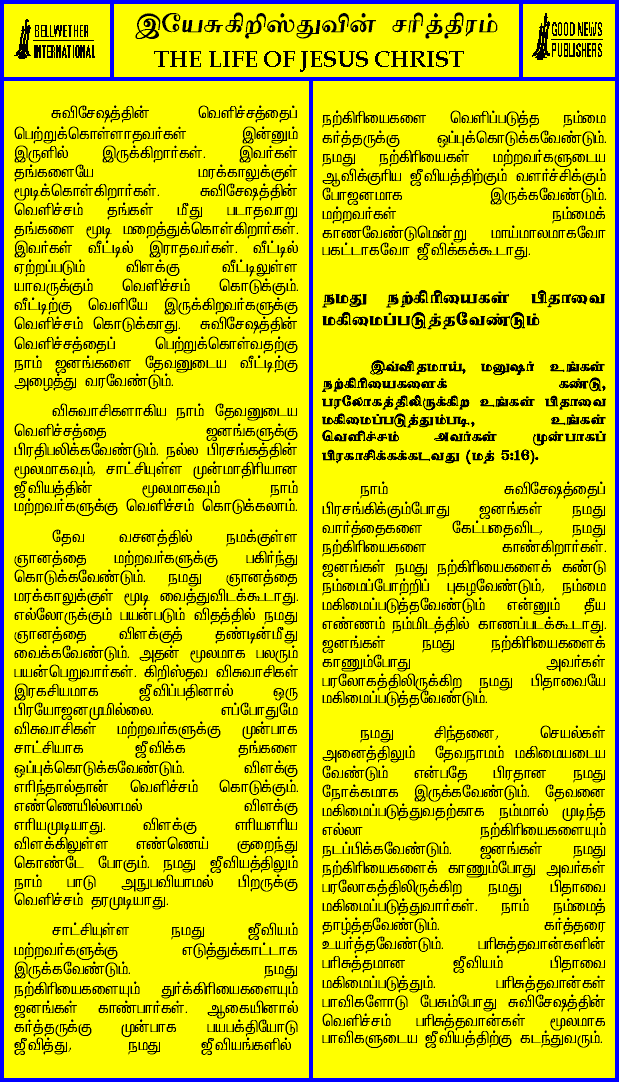 BELLWETHER
INTERNATIONAL
இயேசுகிறிஸ்துவின் சரித்திரம்
THE LIFE OF JESUS CHRIST
GOOD NEWS
PUBLISHERS
சுவிசேஷத்தின் வெளிச்சத்தைப்
பெற்றுக்கொள்ளாதவர்கள் இன்னும்
இருளில் இருக்கிறார்கள். இவர்கள்
தங்களையே மரக்காலுக்குள்
மூடிக்கொள்கிறார்கள். சுவிசேஷத்தின்
வெளிச்சம் தங்கள் மீது படாதவாறு
தங்களை மூடி மறைத்துக்கொள்கிறார்கள்.
இவர்கள் வீட்டில் இராதவர்கள். வீட்டில்
ஏற்றப்படும் விளக்கு வீட்டிலுள்ள
யாவருக்கும் வெளிச்சம் கொடுக்கும்.
வீட்டிற்கு வெளியே இருக்கிறவர்களுக்கு
வெளிச்சம் கொடுக்காது. சுவிசேஷத்தின்
வெளிச்சத்தைப் பெற்றுக்கொள்வதற்கு
நாம் ஜனங்களை தேவனுடைய வீட்டிற்கு
அழைத்து வரவேண்டும்.
விசுவாசிகளாகிய நாம் தேவனுடைய
வெளிச்சத்தை ஜனங்களுக்கு
பிரதிபலிக்கவேண்டும். நல்ல பிரசங்கத்தின்
மூலமாகவும், சாட்சியுள்ள முன்மாதிரியான
ஜீவியத்தின் மூலமாகவும் நாம்
மற்றவர்களுக்கு வெளிச்சம் கொடுக்கலாம்.
தேவ வசனத்தில் நமக்குள்ள
ஞானத்தை மற்றவர்களுக்கு பகிர்ந்து
கொடுக்கவேண்டும். நமது ஞானத்தை
மரக்காலுக்குள் மூடி வைத்துவிடக்கூடாது.
எல்லோருக்கும் பயன்படும் விதத்தில் நமது
ஞானத்தை விளக்குத் தண்டின்மீது
வைக்கவேண்டும். அதன் மூலமாக பலரும்
பயன்பெறுவார்கள். கிறிஸ்தவ விசுவாசிகள்
இரகசியமாக ஜீவிப்பதினால் ஒரு
பிரயோஜனமுமில்லை. எப்போதுமே
விசுவாசிகள் மற்றவர்களுக்கு முன்பாக
சாட்சியாக ஜீவிக்க தங்களை
ஒப்புக்கொடுக்கவேண்டும். விளக்கு
எரிந்தால்தான் வெளிச்சம் கொடுக்கும்.
எண்ணெயில்லாமல் விளக்கு
எரியமுடியாது. விளக்கு எரியஎரிய
விளக்கிலுள்ள எண்ணெய் குறைந்து
கொண்டே போகும். நமது ஜீவியத்திலும்
நாம் பாடு அநுபவியாமல் பிறருக்கு
வெளிச்சம் தரமுடியாது.
சாட்சியுள்ள நமது ஜீவியம்
மற்றவர்களுக்கு எடுத்துக்காட்டாக
இருக்கவேண்டும். நமது
நற்கிரியைகளையும் துர்க்கிரியைகளையும்
ஜனங்கள் காண்பார்கள். ஆகையினால்
கர்த்தருக்கு முன்பாக பயபக்தியோடு
ஜீவித்து, நமது ஜீவியங்களில்
நற்கிரியைகளை வெளிப்படுத்த நம்மை
கர்த்தருக்கு ஒப்புக்கொடுக்கவேண்டும்.
நமது நற்கிரியைகள் மற்றவர்களுடைய
ஆவிக்குரிய ஜீவியத்திற்கும் வளர்ச்சிக்கும்
போஜனமாக இருக்கவேண்டும்.
மற்றவர்கள் நம்மைக்
காணவேண்டுமென்று மாய்மாலமாகவோ
பகட்டாகவோ ஜீவிக்கக்கூடாது.
நமது நற்கிரியைகள் பிதாவை
மகிமைப்படுத்தவேண்டும்
இவ்விதமாய், மனுஷர் உங்கள்
நற்கிரியைகளைக் கண்டு,
பரலோகத்திலிருக்கிற உங்கள் பிதாவை
மகிமைப்படுத்தும்படி, உங்கள்
வெளிச்சம் அவர்கள் முன்பாகப்
பிரகாசிக்கக்கடவது (மத் 5:16).
நாம் சுவிசேஷத்தைப்
பிரசங்கிக்கும்போது ஜனங்கள் நமது
வார்த்தைகளை கேட்பதைவிட, நமது
நற்கிரியைகளை காண்கிறார்கள்.
ஜனங்கள் நமது நற்கிரியைகளைக் கண்டு
நம்மைப்போற்றிப் புகழவேண்டும், நம்மை
மகிமைப்படுத்தவேண்டும் என்னும் தீய
எண்ணம் நம்மிடத்தில் காணப்படக்கூடாது.
ஜனங்கள் நமது நற்கிரியைகளைக்
காணும்போது அவர்கள்
பரலோகத்திலிருக்கிற நமது பிதாவையே
மகிமைப்படுத்தவேண்டும்.
நமது சிந்தனை, செயல்கள்
அனைத்திலும் தேவநாமம் மகிமையடைய
வேண்டும் என்பதே பிரதான நமது
நோக்கமாக இருக்கவேண்டும். தேவனை
மகிமைப்படுத்துவதற்காக நம்மால் முடிந்த
எல்லா நற்கிரியைகளையும்
நடப்பிக்கவேண்டும். ஜனங்கள் நமது
நற்கிரியைகளைக் காணும்போது அவர்கள்
பரலோகத்திலிருக்கிற நமது பிதாவை
மகிமைப்படுத்துவார்கள். நாம் நம்மைத்
தாழ்த்தவேண்டும். கர்த்தரை
உயர்த்தவேண்டும். பரிசுத்தவான்களின்
பரிசுத்தமான ஜீவியம் பிதாவை
மகிமைப்படுத்தும். பரிசுத்தவான்கள்
பாவிகளோடு பேசும்போது சுவிசேஷத்தின்
வெளிச்சம் பரிசுத்தவான்கள் மூலமாக
பாவிகளுடைய ஜீவியத்திற்கு கடந்துவரும்.